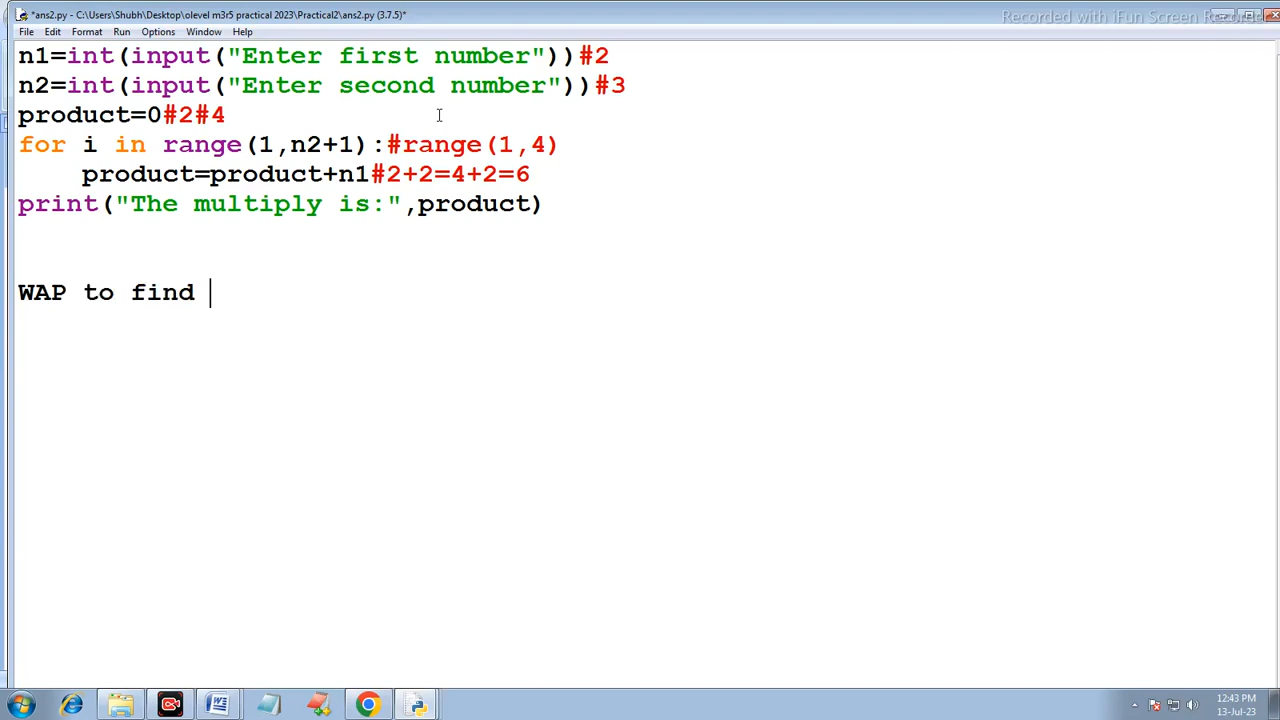 *ans2.py - C:\Users\Shubh\Desktop\olevel m3r5 practical 2023\Practical2\ans2.py (3.7.5)*
Recorded with iFun Screen
File Edit Format Run Options Window Help
n1=int(input("Enter first number"))#2
n2=int(input("Enter second number"))#3
product=0#2#4
for i in range(1,n2+1):#range(1,4)
    product=product+n1#2+2=4+2=6
print("The multiply is:",product)
WAP to find
12:43 PM
13-Jul-23